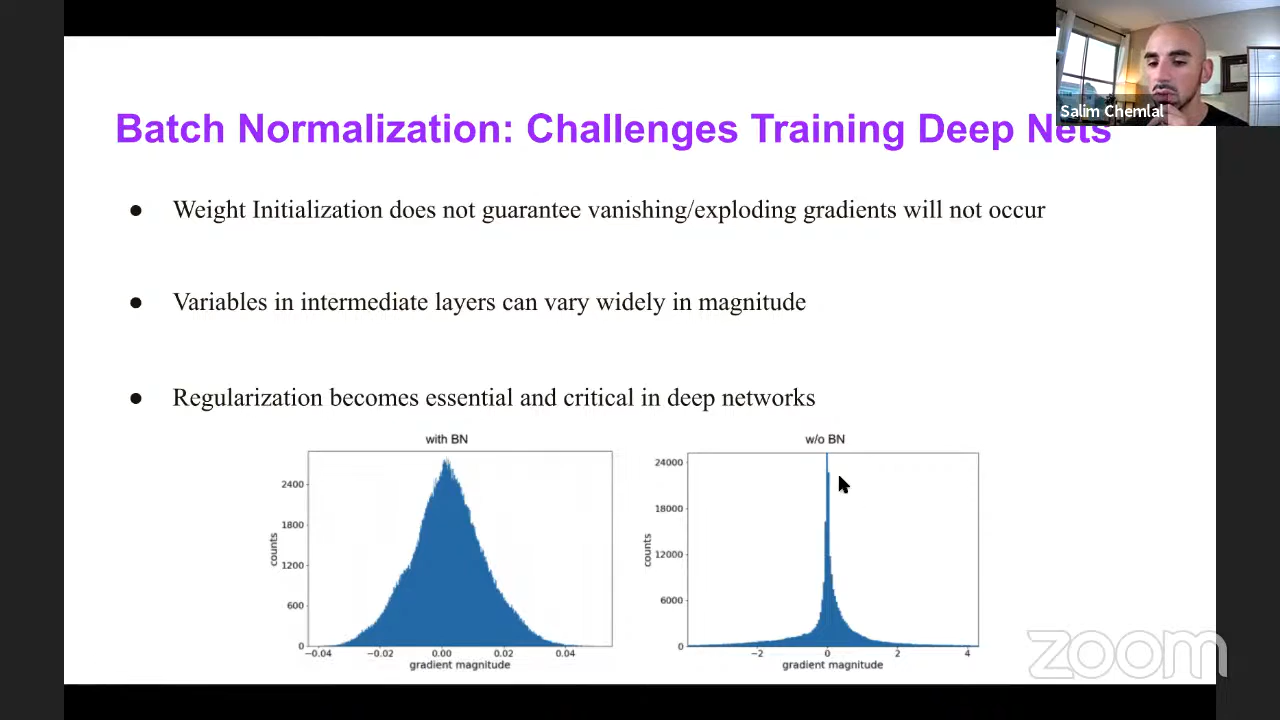 Salim Chemlal
Batch Normalization: Challenges Training Deep Nets
● Weight Initialization does not guarantee vanishing/exploding gradients will not occur
● Variables in intermediate layers can vary widely in magnitude
● Regularization becomes essential and critical in deep networks
with BN
2400
1800
1200
600
0
counts
−0.04 −0.02 0.00 0.02 0.04
gradient magnitude
w/o BN
24000
18000
12000
6000
0
counts
−2 0 2 4
gradient magnitude
zoom